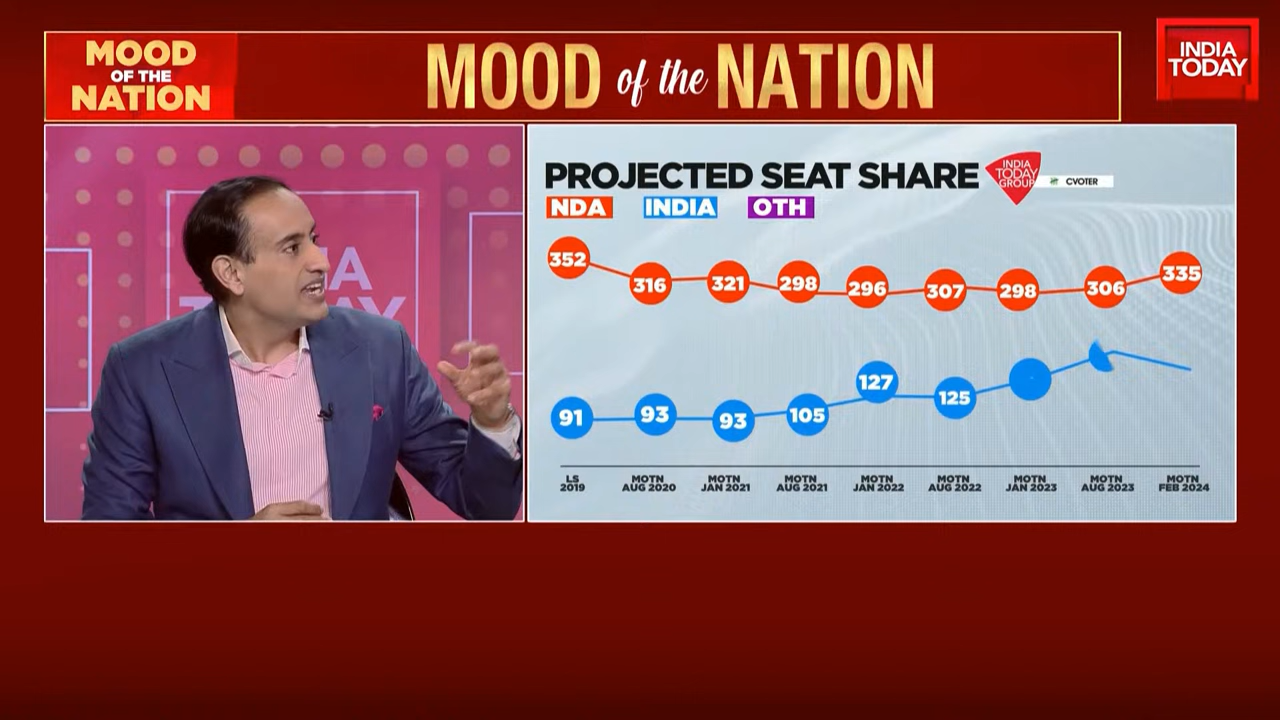 MOOD
OF THE
NATION
MOOD of the NATION
INDIA
TODAY
PROJECTED SEAT SHARE
INDIA
TODAY
GROUP
CVOTER
NDA INDIA OTH
352 316 321 298 296 307 298 306 335
91 93 93 105 127 125
LS
2019
MOTN
AUG 2020
MOTN
JAN 2021
MOTN
AUG 2021
MOTN
JAN 2022
MOTN
AUG 2022
MOTN
JAN 2023
MOTN
AUG 2023
MOTN
FEB 2024